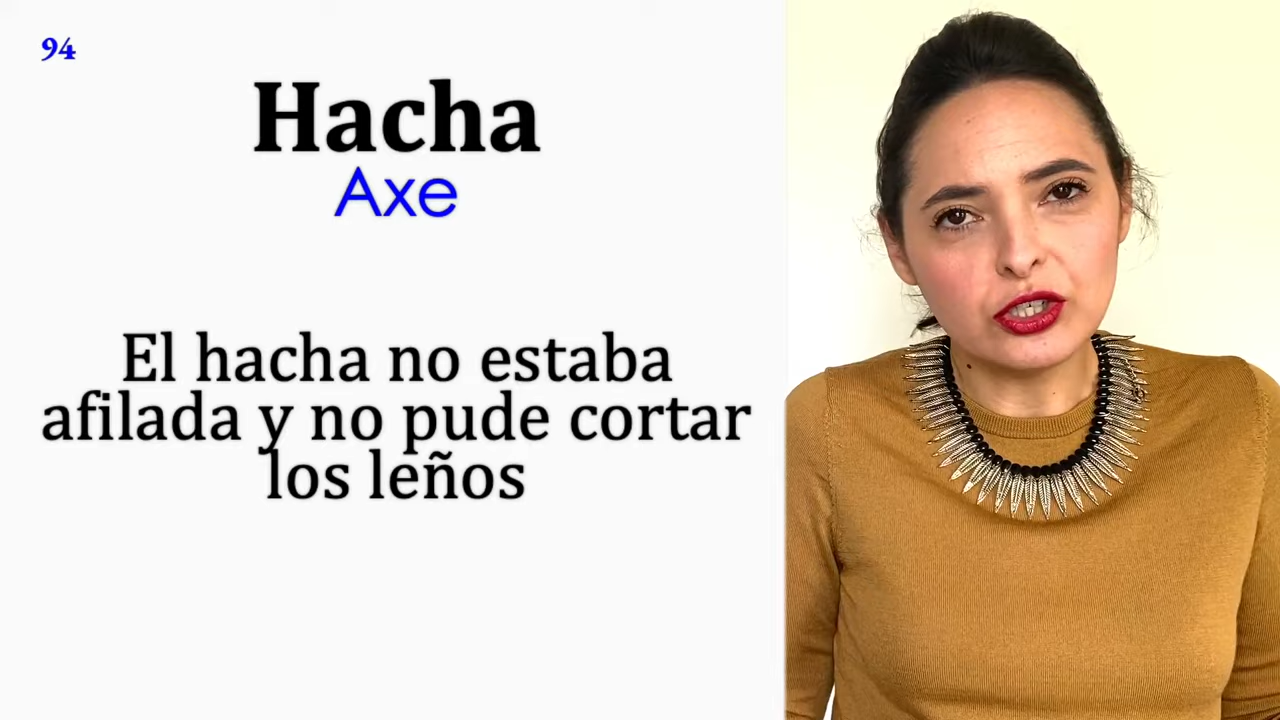 94
Hacha
Axe
El hacha no estaba
afilada y no pude cortar
los leños